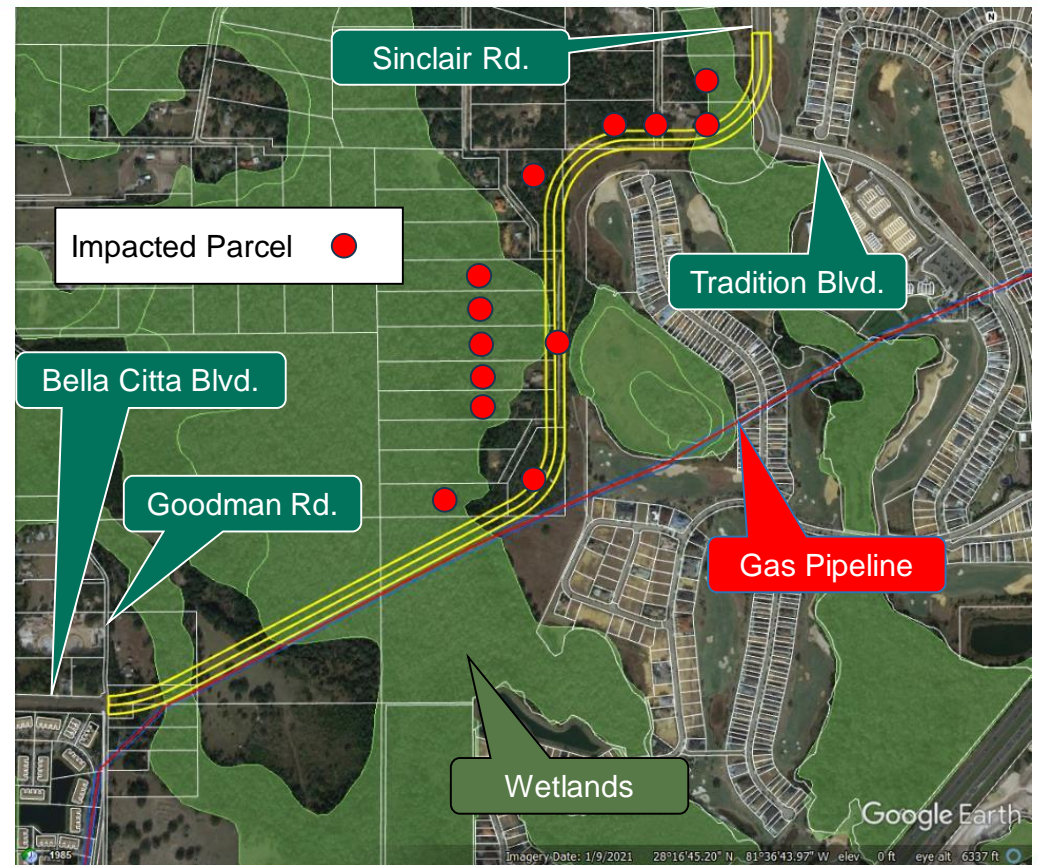 N
Sinclair Rd.
Impacted Parcel
Tradition Blvd.
Bella Citta Blvd.
Goodman Rd.
Gas Pipeline
Wetlands
Google Earth
1985
Imagery Date: 1/9/2021 28°16'45.20" N 81°36'43.97" W elev 0 ft eye alt 6337 ft